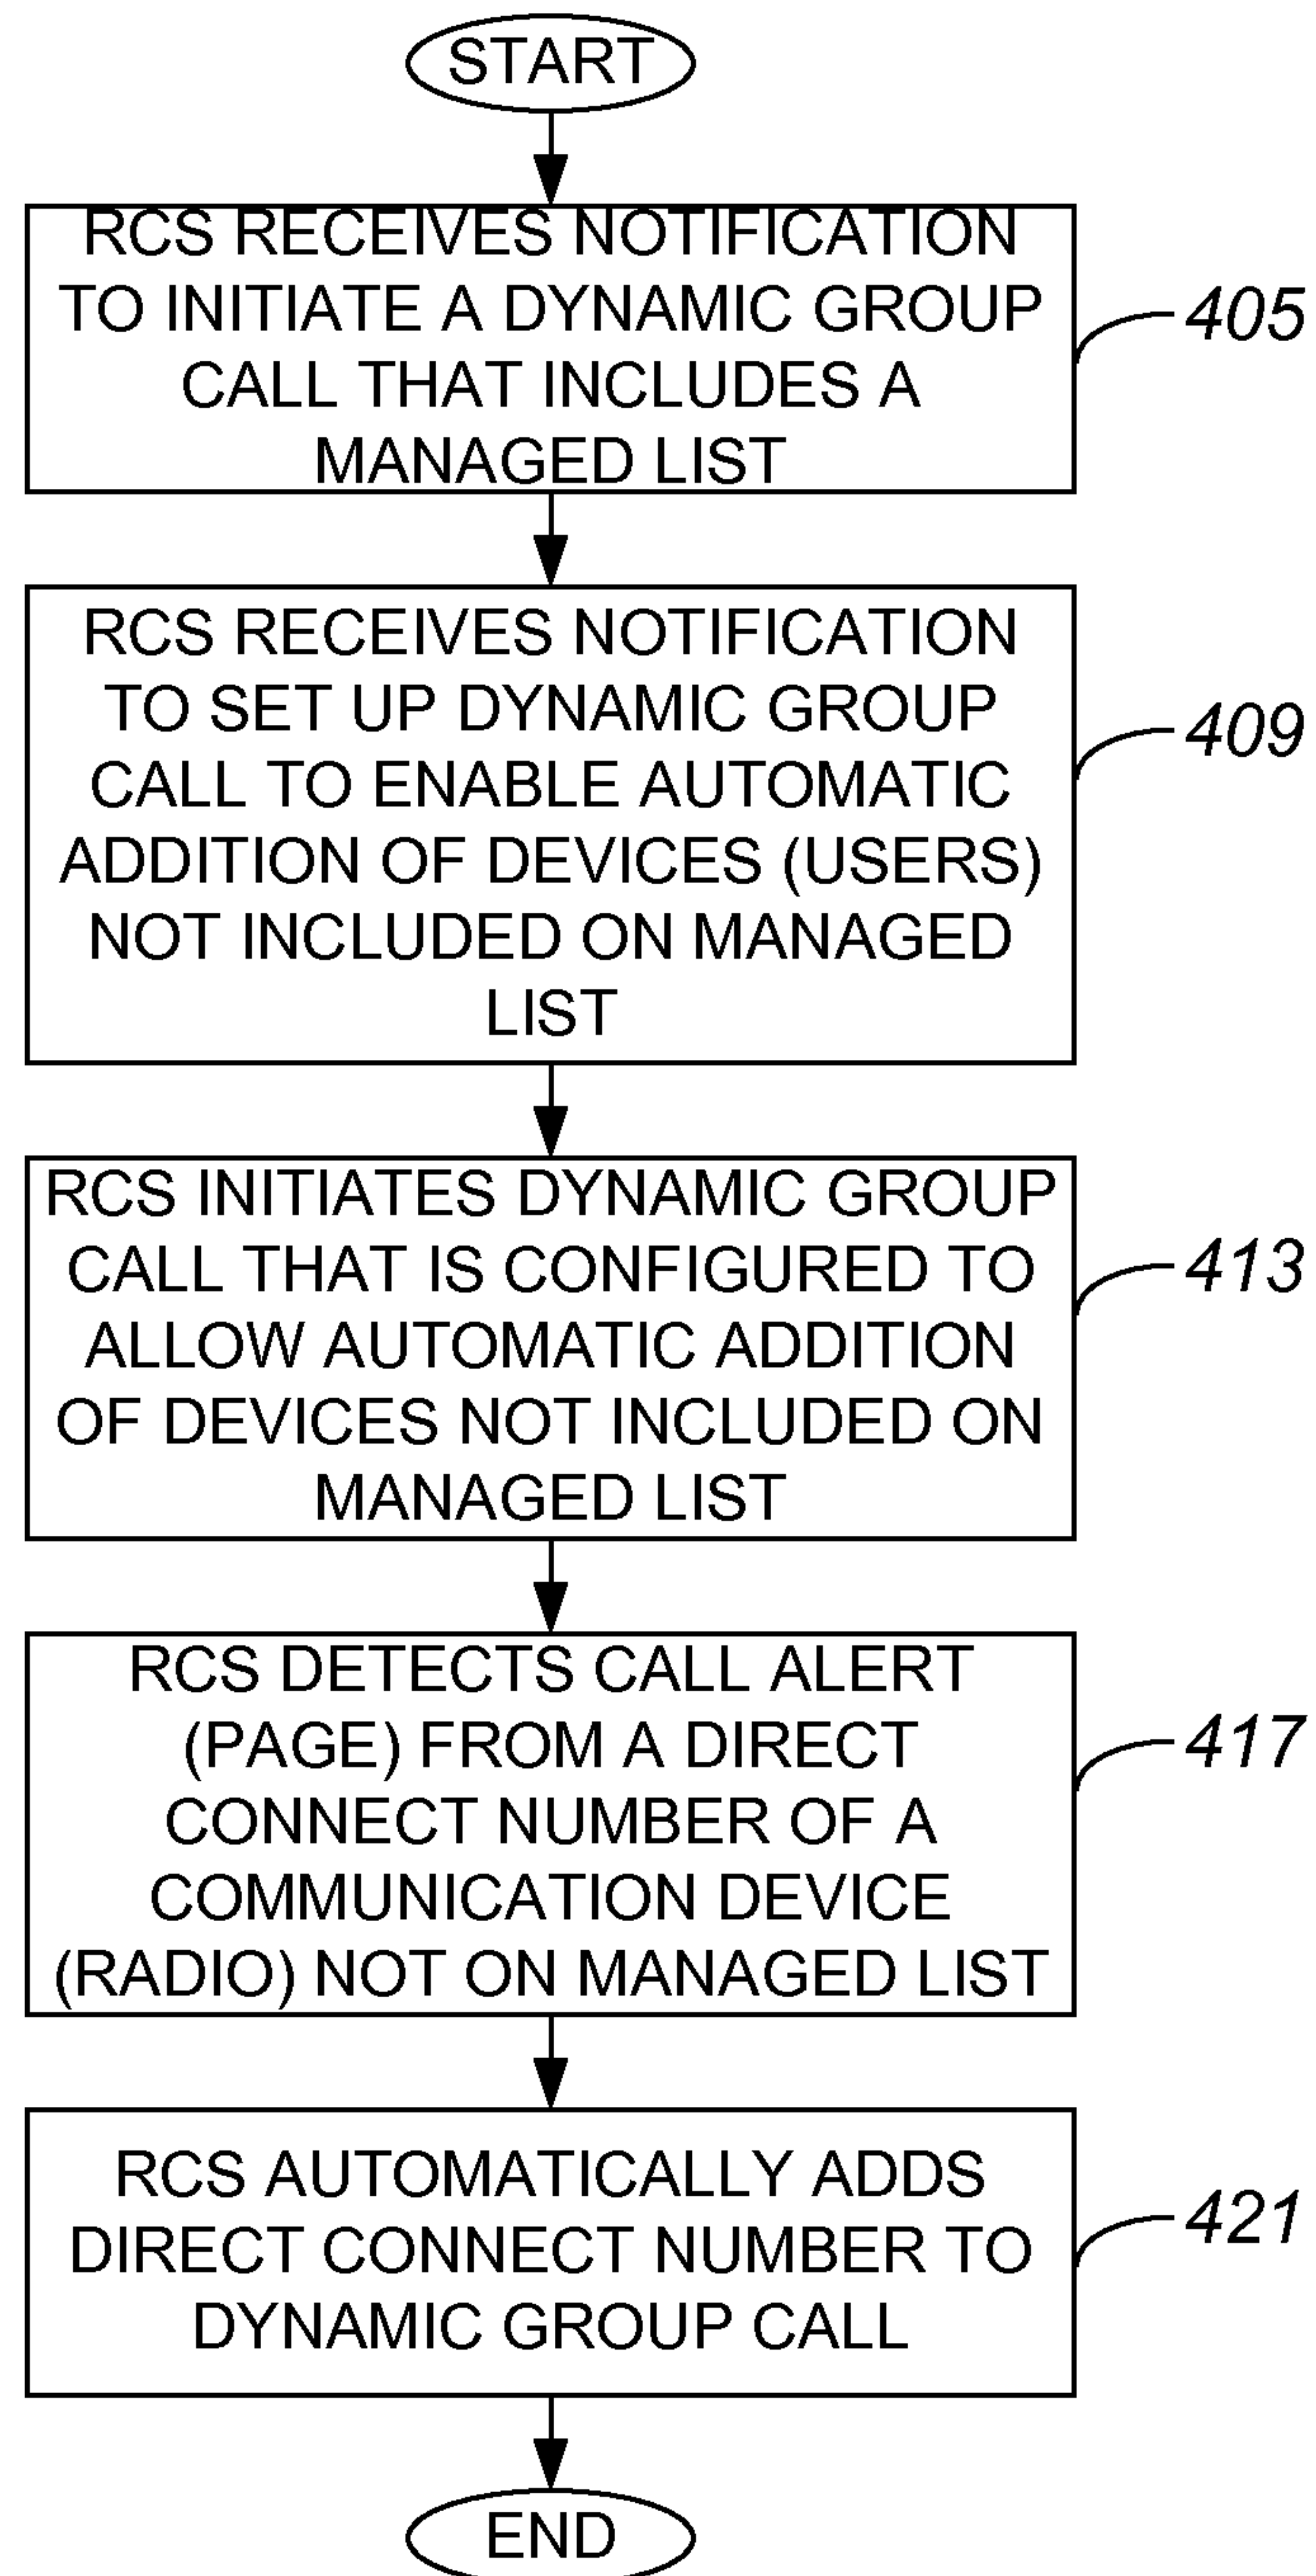 START
RCS RECEIVES NOTIFICATION
TO INITIATE A DYNAMIC GROUP
CALL THAT INCLUDES A
MANAGED LIST
405
RCS RECEIVES NOTIFICATION
TO SET UP DYNAMIC GROUP
CALL TO ENABLE AUTOMATIC
ADDITION OF DEVICES (USERS)
NOT INCLUDED ON MANAGED
LIST
409
RCS INITIATES DYNAMIC GROUP
CALL THAT IS CONFIGURED TO
ALLOW AUTOMATIC ADDITION
OF DEVICES NOT INCLUDED ON
MANAGED LIST
413
RCS DETECTS CALL ALERT
(PAGE) FROM A DIRECT
CONNECT NUMBER OF A
COMMUNICATION DEVICE
(RADIO) NOT ON MANAGED LIST
417
RCS AUTOMATICALLY ADDS
DIRECT CONNECT NUMBER TO
DYNAMIC GROUP CALL
421
END